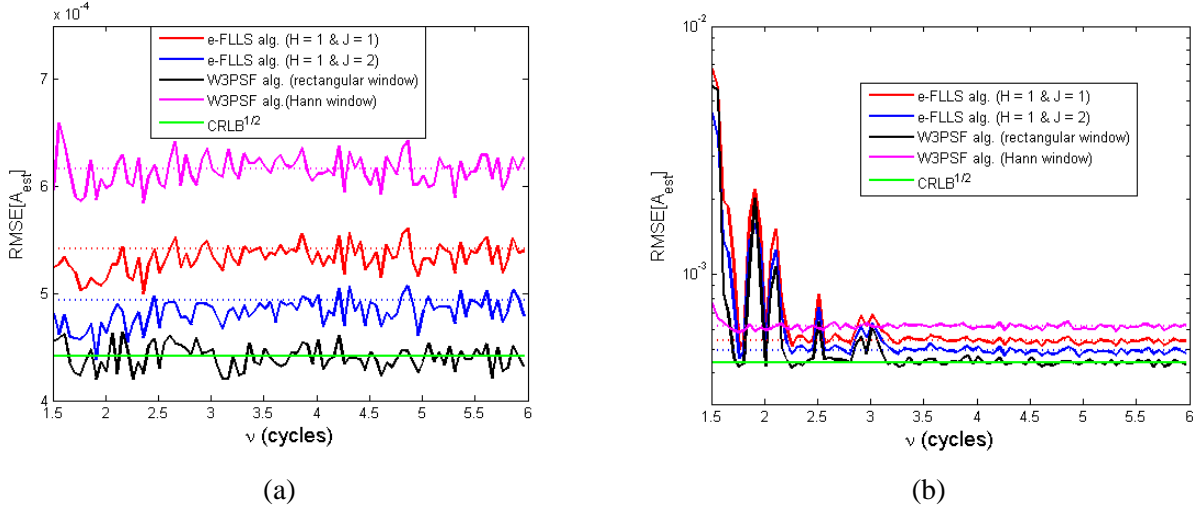 x 10⁻⁴
7
6
5
4
RMSE[A_est]
e-FLLS alg. (H = 1 & J = 1)
e-FLLS alg. (H = 1 & J = 2)
W3PSF alg. (rectangular window)
W3PSF alg.(Hann window)
CRLB^1/2
1.5 2 2.5 3 3.5 4 4.5 5 5.5 6
ν (cycles)
(a)
10⁻²
10⁻³
RMSE[A_est]
e-FLLS alg. (H = 1 & J = 1)
e-FLLS alg. (H = 1 & J = 2)
W3PSF alg. (rectangular window)
W3PSF alg. (Hann window)
CRLB^1/2
1.5 2 2.5 3 3.5 4 4.5 5 5.5 6
ν (cycles)
(b)